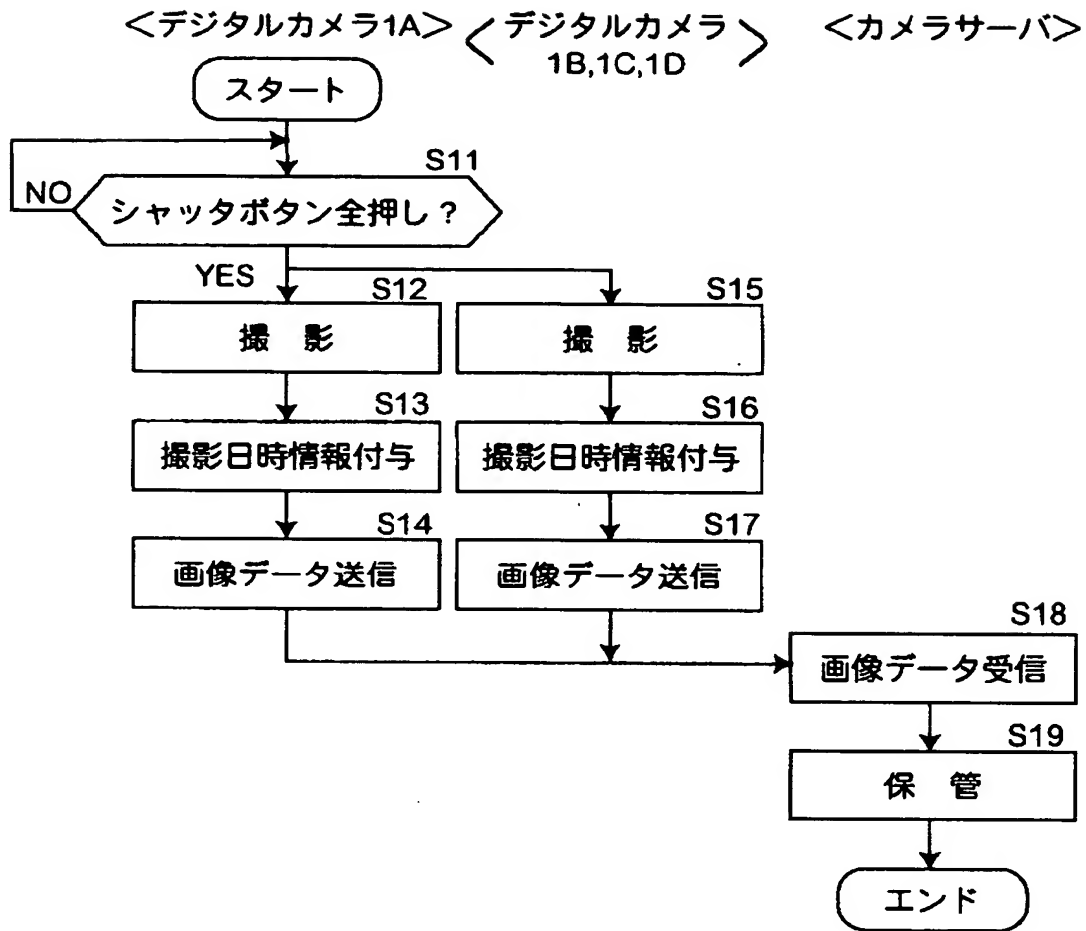 ＜デジタルカメラ1A＞
＜デジタルカメラ
1B,1C,1D＞
＜カメラサーバ＞
スタート
S11
NO
シャッタボタン全押し？
YES
S12
撮 影
S15
撮 影
S13
撮影日時情報付与
S16
撮影日時情報付与
S14
画像データ送信
S17
画像データ送信
S18
画像データ受信
S19
保 管
エンド